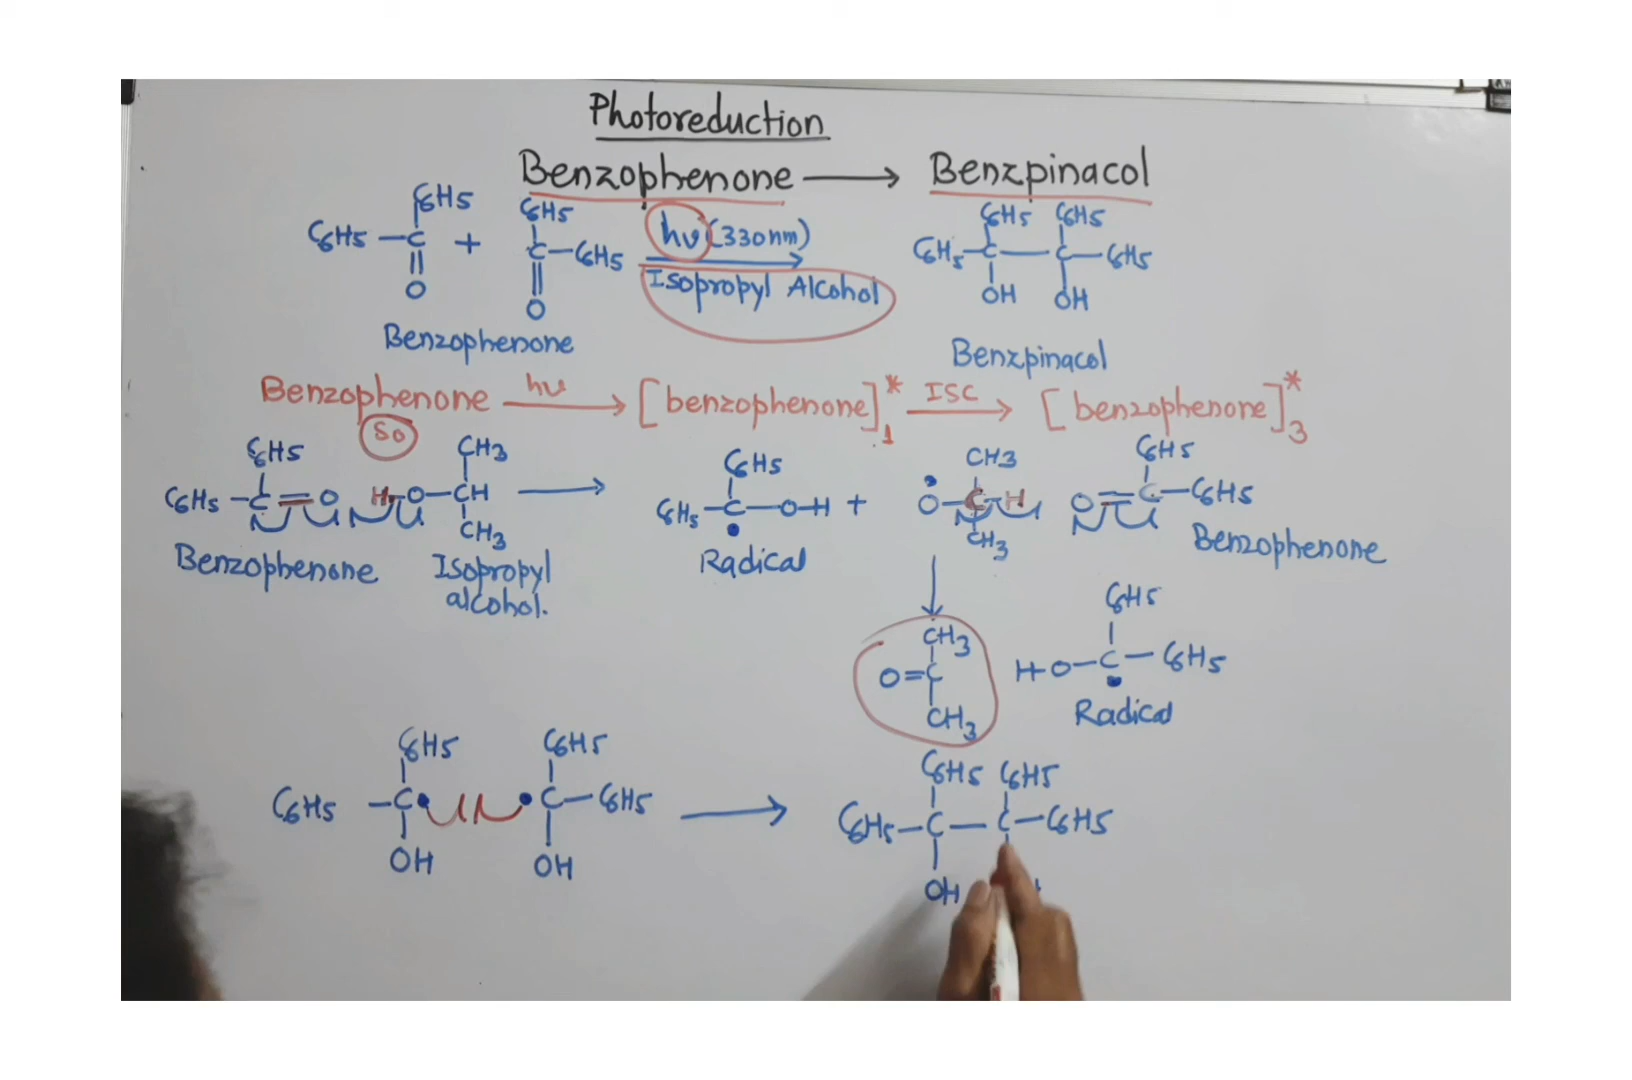 Photoreduction
Benzophenone → Benzpinacol
C6H5 C6H5 C6H5 C6H5
C6H5 – C + C – C6H5 hν (330nm) C6H5 – C – C – C6H5
O O Isopropyl Alcohol OH OH
Benzophenone Benzpinacol
Benzophenone hν → [benzophenone]*1 ISC → [benzophenone]*3
S0
C6H5 CH3 C6H5 CH3 C6H5
C6H5 – C = O H – O – CH → C6H5 – C – O – H + O – C – H O = C – C6H5
CH3 CH3
Benzophenone Isopropyl alcohol. Radical Benzophenone
C6H5
CH3
O = C H – O – C – C6H5
CH3 Radical
C6H5 C6H5 C6H5 C6H5
C6H5 – C • • C – C6H5 → C6H5 – C – C – C6H5
OH OH OH